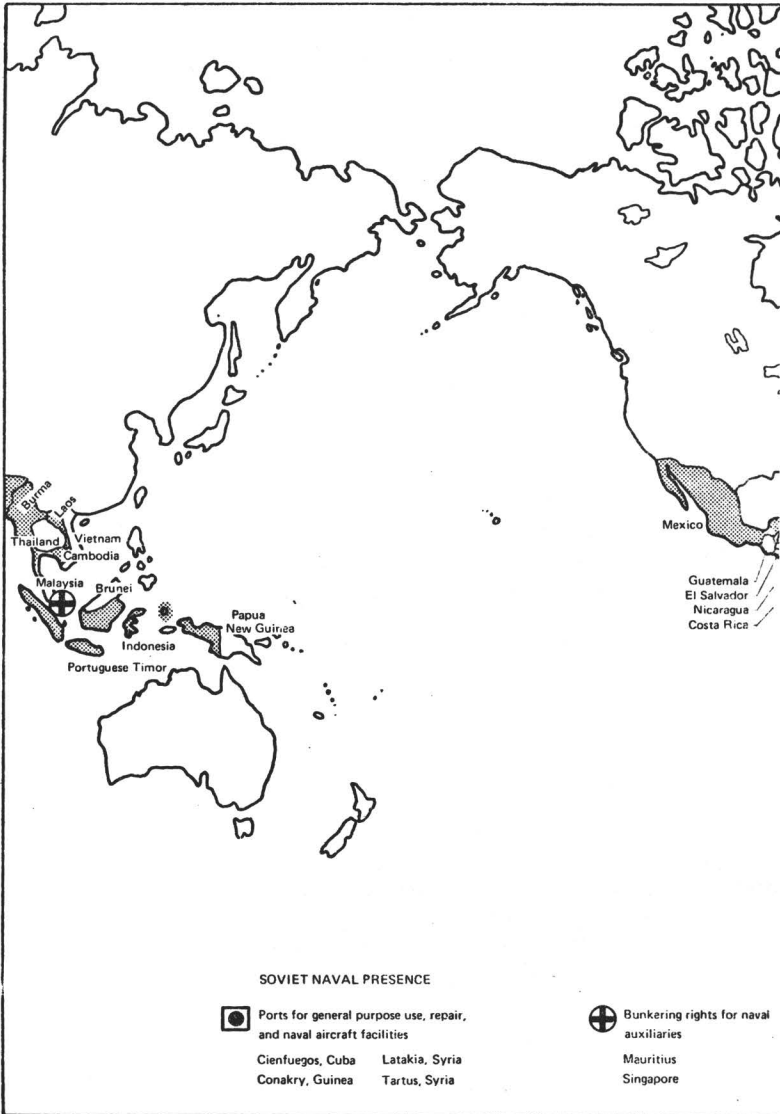 Burma
Laos
Thailand
Vietnam
Cambodia
Malaysia
Brunei
Papua
New Guinea
Indonesia
Portuguese Timor
Mexico
Guatemala
El Salvador
Nicaragua
Costa Rica
SOVIET NAVAL PRESENCE
Ports for general purpose use, repair,
and naval aircraft facilities
Cienfuegos, Cuba Latakia, Syria
Conakry, Guinea Tartus, Syria
Bunkering rights for naval
auxiliaries
Mauritius
Singapore